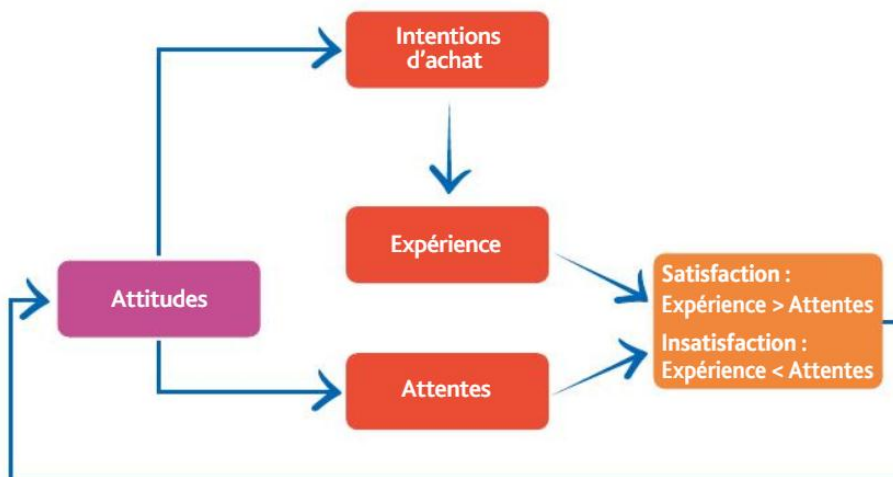 Intentions
d’achat
Expérience
Attitudes
Satisfaction :
Expérience > Attentes
Insatisfaction :
Expérience < Attentes
Attentes